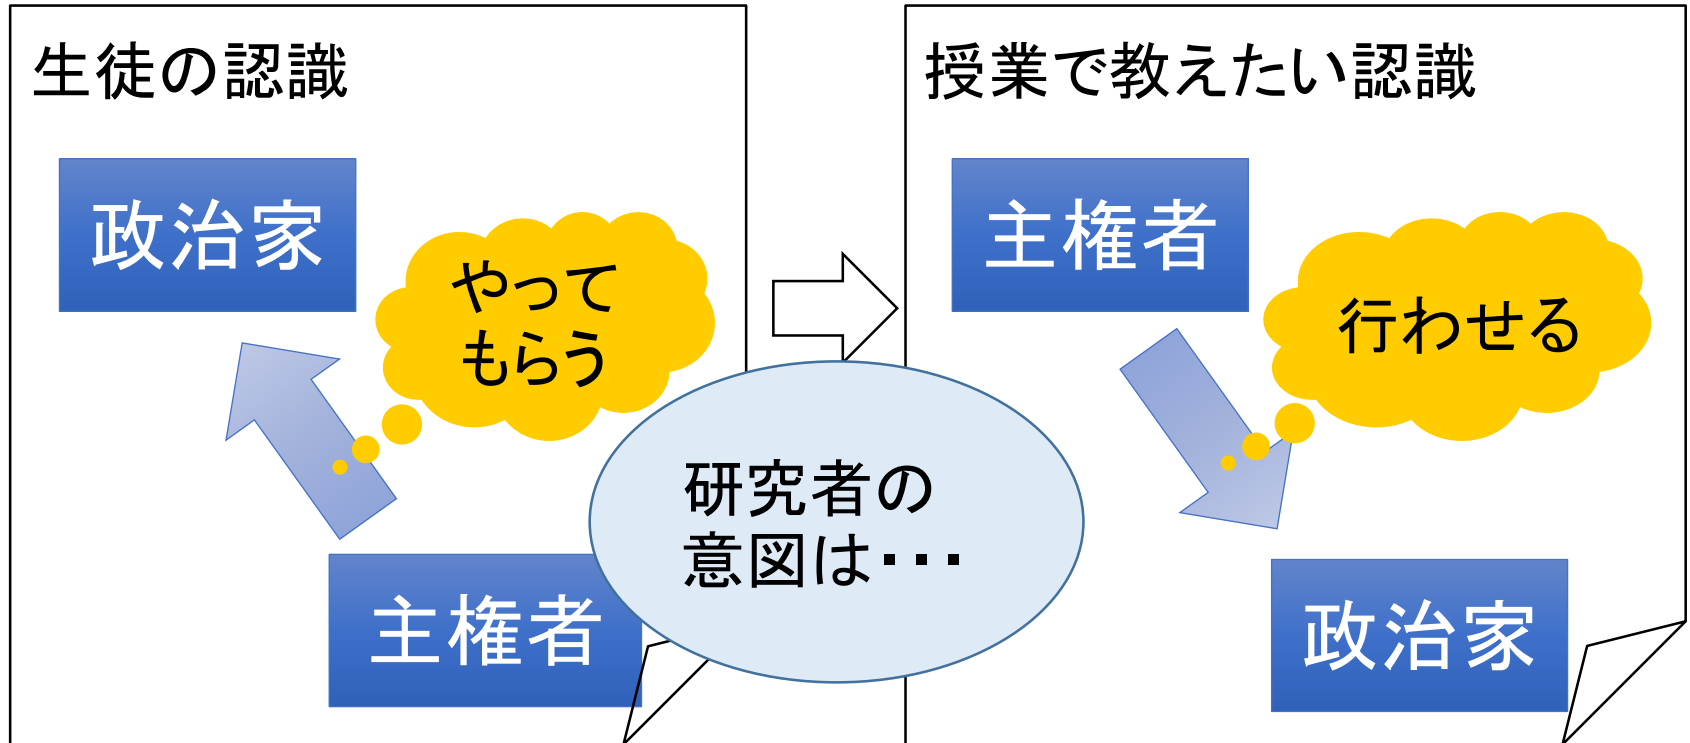 生徒の認識
政治家
やって
もらう
主権者
研究者の
意図は・・・
授業で教えたい認識
主権者
行わせる
政治家